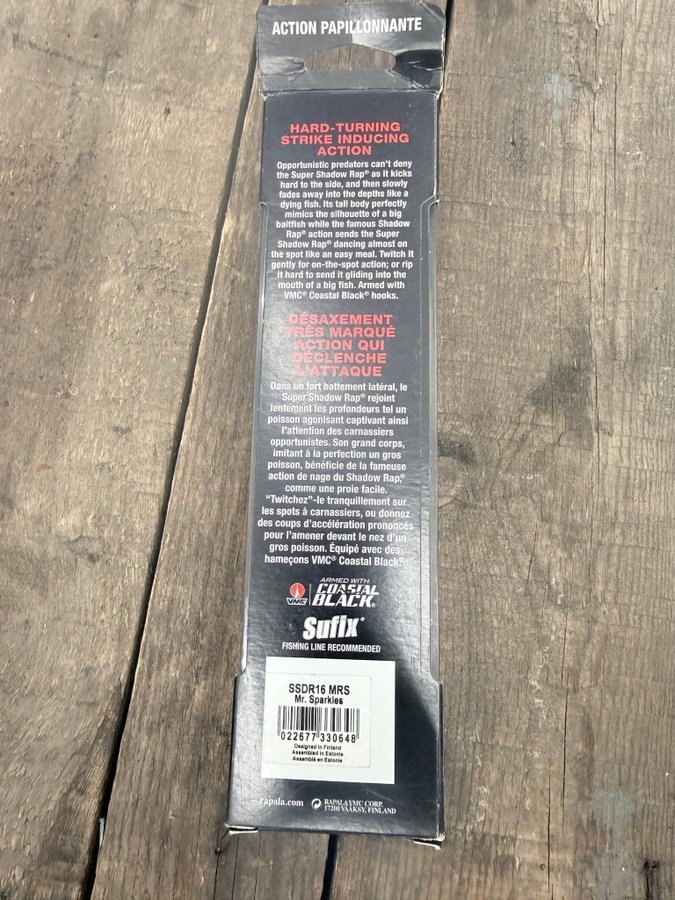 ACTION PAPILLONNANTE
HARD-TURNING
STRIKE INDUCING
ACTION
Opportunistic predators can't deny
the Super Shadow Rap® as it kicks
hard to the side, and then slowly
fades away into the depths like a
dying fish. Its tall body perfectly
mimics the silhouette of a big
baitfish while the famous Shadow
Rap® action sends the Super
Shadow Rap® dancing almost on
the spot like an easy meal. Twitch it
gently for on-the-spot action; or rip
it hard to send it gliding into the
mouth of a big fish. Armed with
VMC® Coastal Black® hooks.
DÉSAXEMENT
TRÈS MARQUÉ
ACTION QUI
DÉCLENCHE
L'ATTAQUE
Dans un fort battement latéral, le
Super Shadow Rap® rejoint
lentement les profondeurs tel un
poisson agonisant captivant ainsi
l'attention des carnassiers
opportunistes. Son grand corps,
imitant à la perfection un gros
poisson, bénéficie de la fameuse
action de nage du Shadow Rap,®
comme une proie facile.
"Twitchez"-le tranquillement sur
les spots à carnassiers, ou donnez
des coups d'accélération prononcés
pour l'amener devant le nez d'un
gros poisson. Équipé avec des
hameçons VMC® Coastal Black.®
ARMED WITH
VMC COASTAL
BLACK®
Sufix®
FISHING LINE RECOMMENDED
SSDR16 MRS
Mr. Sparkles
022677 330648
Designed in Finland
Assembled in Estonia
Assemblé en Estonie
rapala.com RAPALA VMC CORP.
17200 VAAKSY, FINLAND